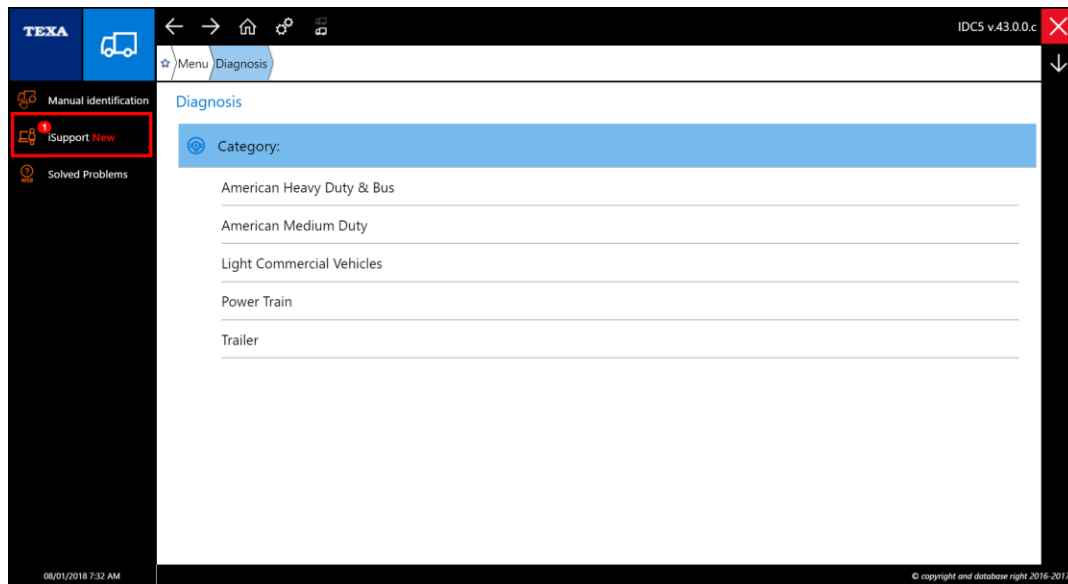 TEXA
IDC5 v.43.0.0.c
Menu
Diagnosis
Manual identification
1
iSupport New
WEB
Solved Problems
Diagnosis
Category:
American Heavy Duty & Bus
American Medium Duty
Light Commercial Vehicles
Power Train
Trailer
08/01/2018 7:32 AM
© copyright and database right 2016-2017